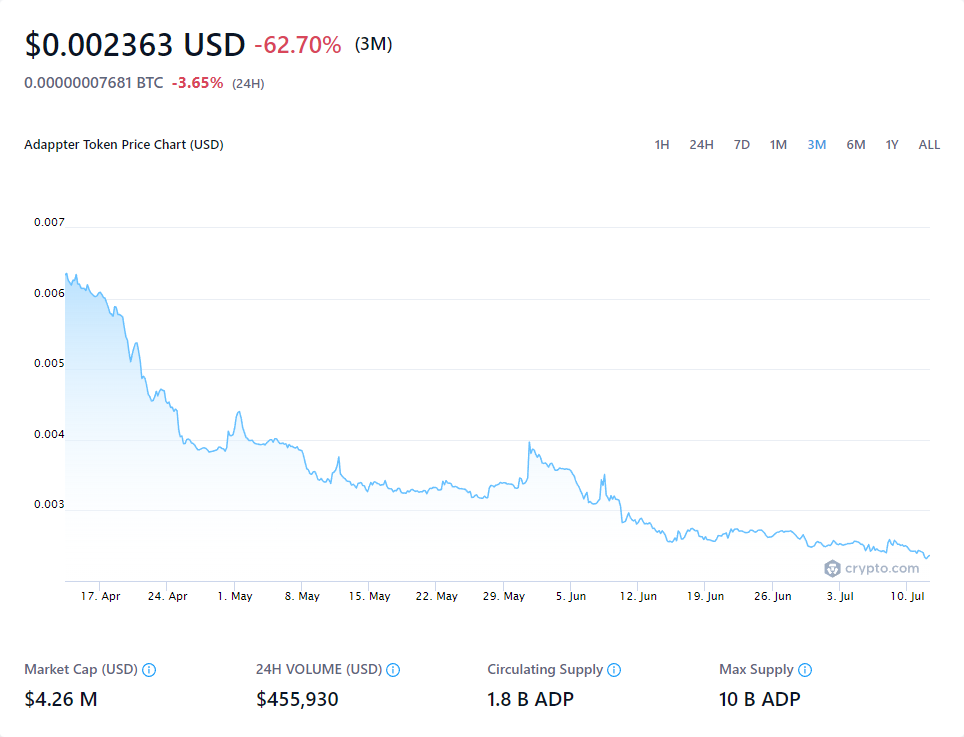 $0.002363 USD -62.70% (3M)
0.00000007681 BTC -3.65% (24H)
Adappter Token Price Chart (USD) 1H 24H 7D 1M 3M 6M 1Y ALL
0.007
0.006
0.005
0.004
0.003
crypto.com
17. Apr 24. Apr 1. May 8. May 15. May 22. May 29. May 5. Jun 12. Jun 19. Jun 26. Jun 3. Jul 10. Jul
Market Cap (USD) 24H VOLUME (USD) Circulating Supply Max Supply
$4.26 M $455,930 1.8 B ADP 10 B ADP